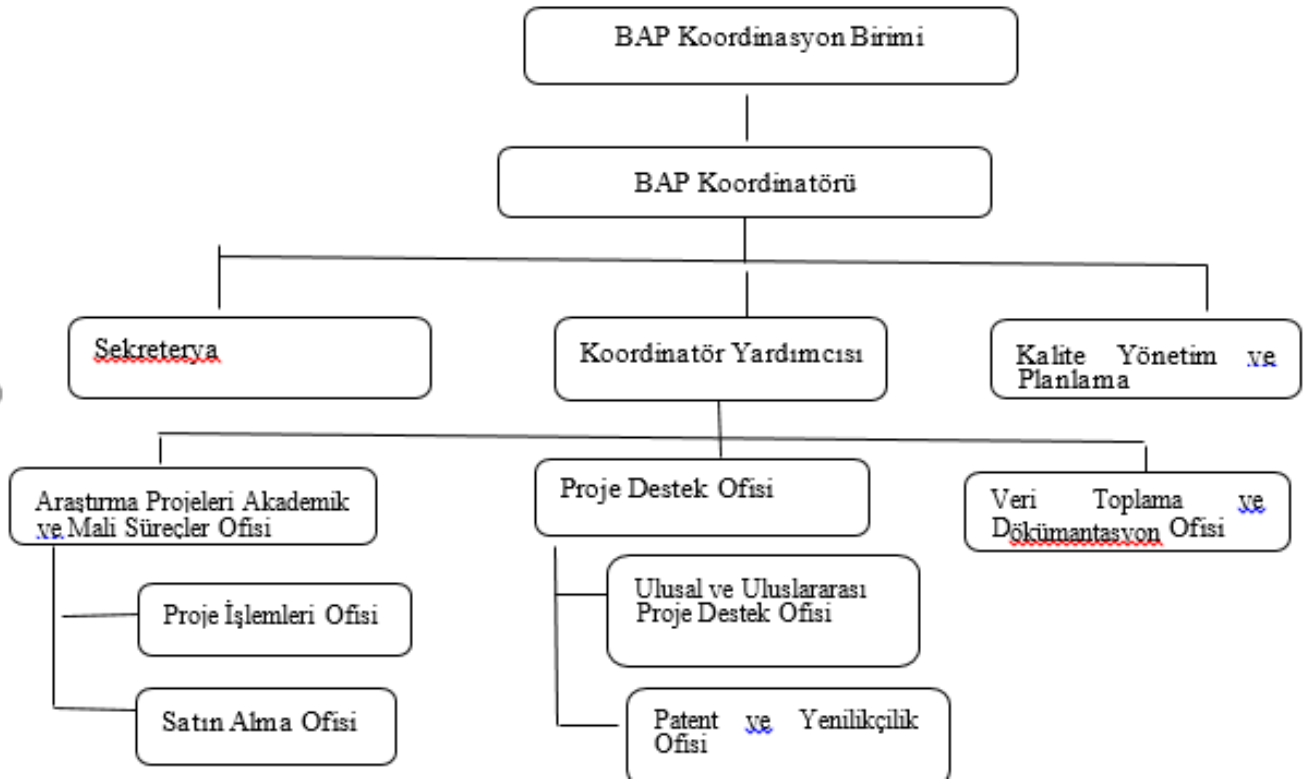 BAP Koordinasyon Birimi
BAP Koordinatörü
Sekreterya
Koordinatör Yardımcısı
Kalite Yönetim ve
Planlama
Araştırma Projeleri Akademik
ve Mali Süreçler Ofisi
Proje Destek Ofisi
Veri Toplama ve
Dökümantasyon Ofisi
Proje İşlemleri Ofisi
Satın Alma Ofisi
Ulusal ve Uluslararası
Proje Destek Ofisi
Patent ve Yenilikçilik
Ofisi